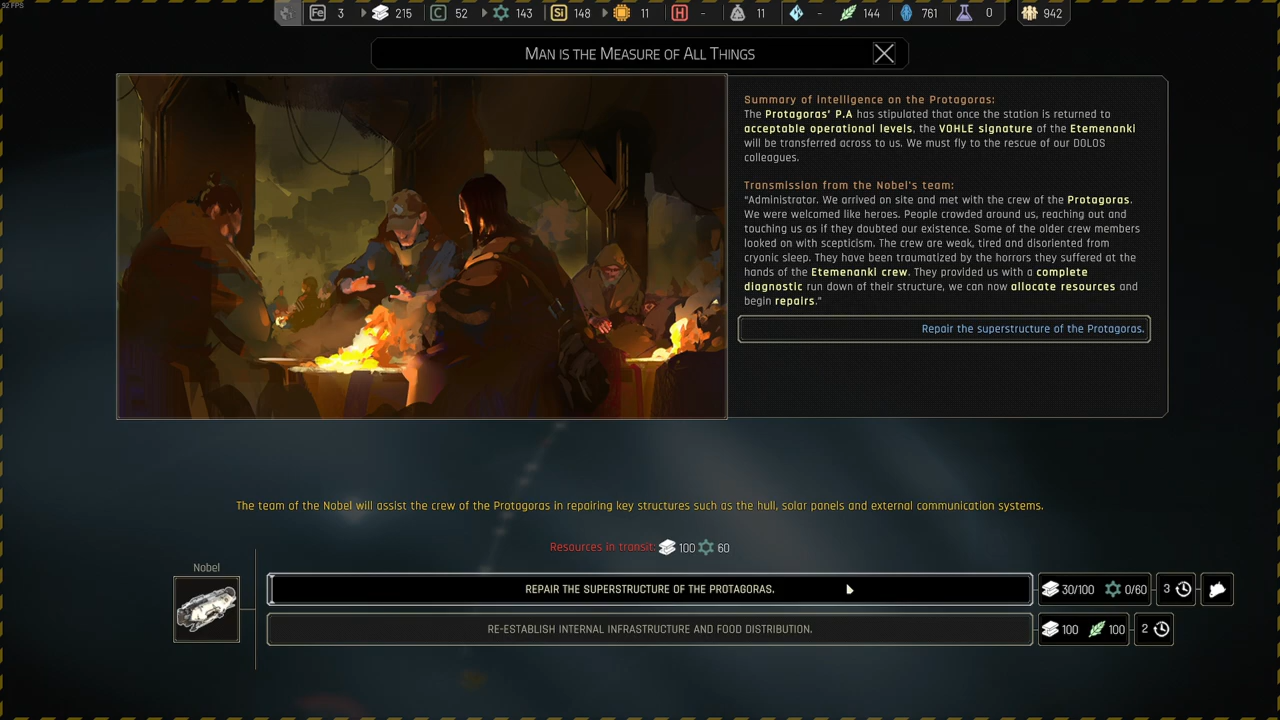 92 FPS
Fe 3 215 C 52 143 Si 148 11 H - 11 - 144 761 0 942
Man is the Measure of All Things
Summary of intelligence on the Protagoras:
The Protagoras' P.A has stipulated that once the station is returned to
acceptable operational levels, the VOHLE signature of the Etemenanki
will be transferred across to us. We must fly to the rescue of our DOLOS
colleagues.
Transmission from the Nobel's team:
"Administrator. We arrived on site and met with the crew of the Protagoras.
We were welcomed like heroes. People crowded around us, reaching out and
touching us as if they doubted our existence. Some of the older crew members
looked on with scepticism. The crew are weak, tired and disoriented from
cryonic sleep. They have been traumatized by the horrors they suffered at the
hands of the Etemenanki crew. They provided us with a complete
diagnostic run down of their structure, we can now allocate resources and
begin repairs."
Repair the superstructure of the Protagoras.
The team of the Nobel will assist the crew of the Protagoras in repairing key structures such as the hull, solar panels and external communication systems.
Resources in transit: 100 60
Nobel
REPAIR THE SUPERSTRUCTURE OF THE PROTAGORAS. 30/100 0/60 3
RE-ESTABLISH INTERNAL INFRASTRUCTURE AND FOOD DISTRIBUTION. 100 100 2